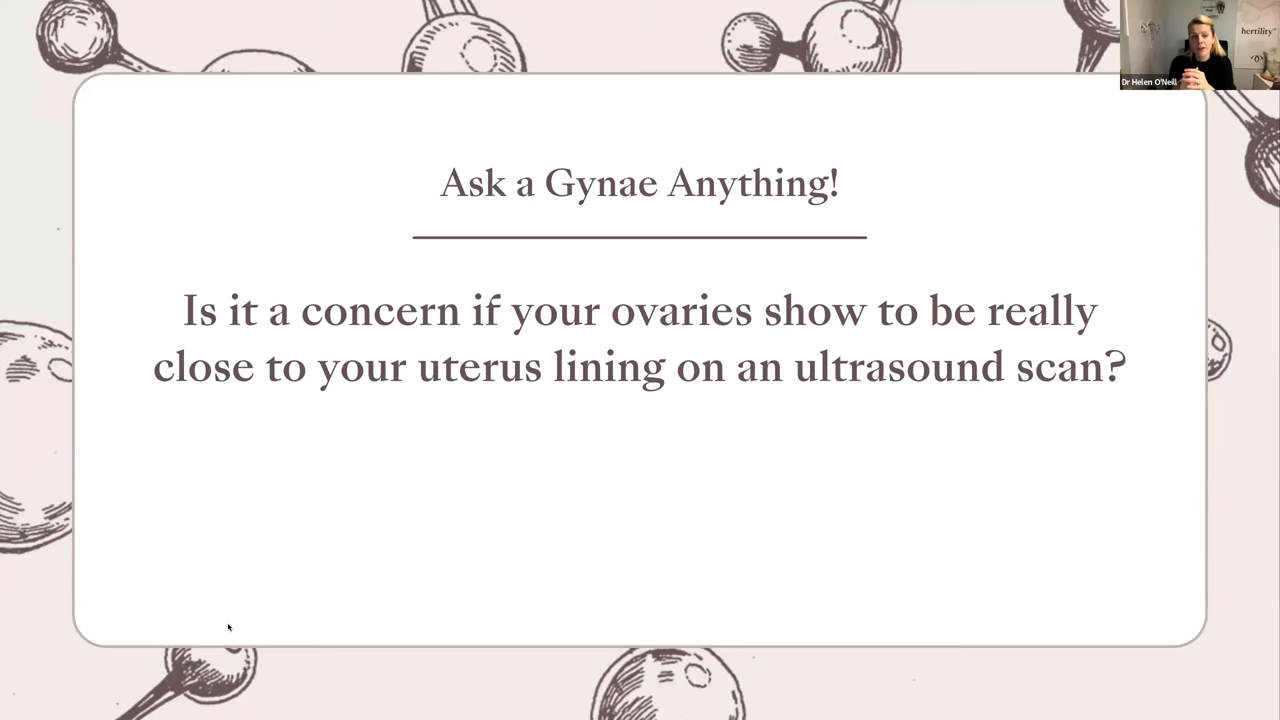 hertility
Dr Helen O'Neill
Ask a Gynae Anything!
Is it a concern if your ovaries show to be really
close to your uterus lining on an ultrasound scan?